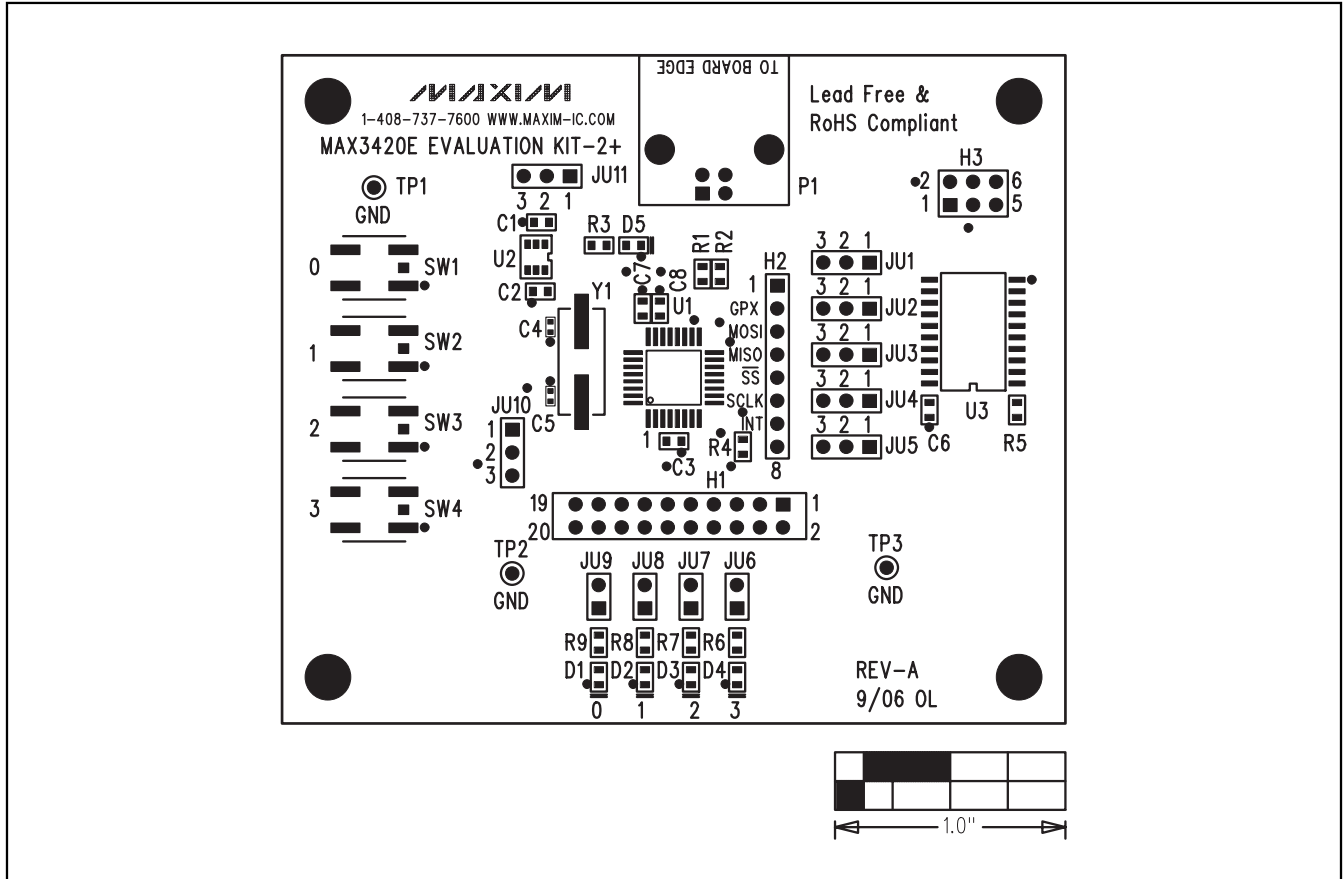 TO BOARD EDGE
MAXIM
1-408-737-7600 WWW.MAXIM-IC.COM
MAX3420E EVALUATION KIT-2+
Lead Free &
RoHS Compliant
H3
2 6
1 5
TP1
GND
JU11
3 2 1
P1
C1
R3 D5
R1 R2
U2
C7 C8
H2
3 2 1
JU1
0 SW1
C2
Y1
U1
1
GPX
3 2 1
JU2
MOSI
C4
1 SW2
MISO
3 2 1
JU3
SS
3 2 1
JU4
SCLK
INT
3 2 1
JU5
8
U3
C6 R5
JU10
1
2
3
C5
2 SW3
1
C3
R4
H1
3 SW4
19 1
20 2
TP2
GND
TP3
GND
JU9 JU8 JU7 JU6
R9 R8 R7 R6
D1 D2 D3 D4
0 1 2 3
REV-A
9/06 OL
1.0"